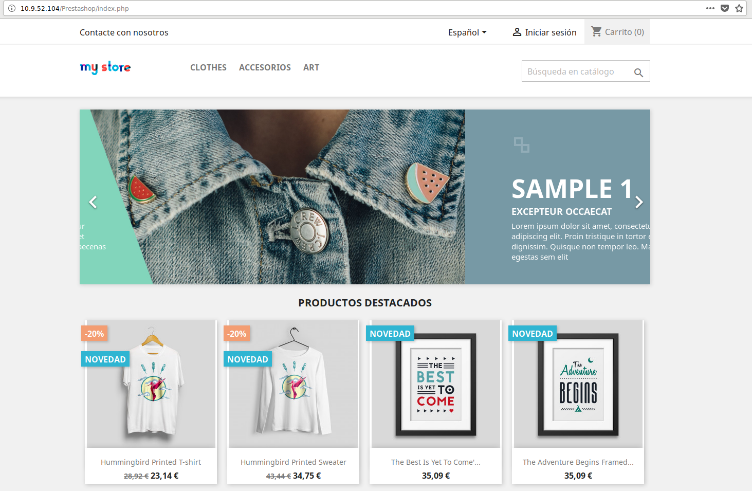 10.9.52.104/Prestashop/index.php
Contacte con nosotros
Español
Iniciar sesión
Carrito (0)
my store
CLOTHES
ACCESORIOS
ART
Búsqueda en catálogo
SAMPLE 1
EXCEPTEUR OCCAECAT
Lorem ipsum dolor sit amet, consectetu
adipiscing elit. Proin tristique in tortor e
dignissim. Quisque non tempor leo. Ma
egestas sem elit
ecenas
PRODUCTOS DESTACADOS
-20%
NOVEDAD
-20%
NOVEDAD
NOVEDAD
THE
BEST
IS YET TO
COME
NOVEDAD
The
Adventure
BEGINS
Hummingbird Printed T-shirt
28,92 € 23,14 €
Hummingbird Printed Sweater
43,44 € 34,75 €
The Best Is Yet To Come'...
35,09 €
The Adventure Begins Framed...
35,09 €